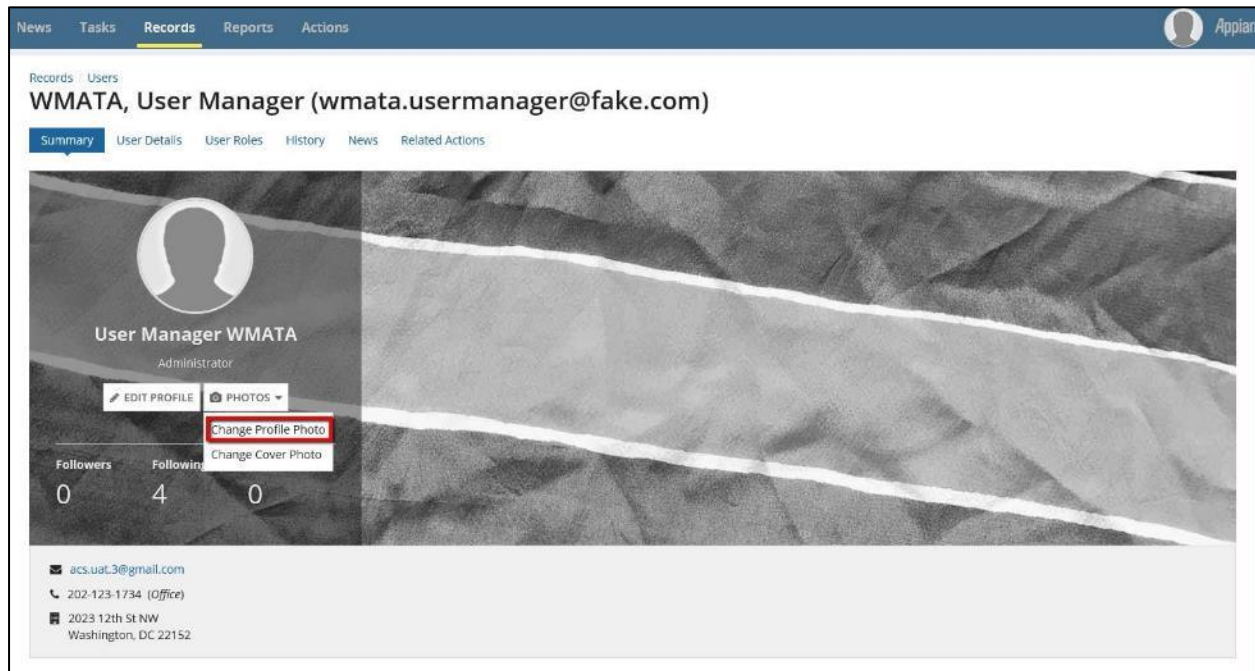 News Tasks Records Reports Actions
Appian
Records Users
WMATA, User Manager (wmata.usermanager@fake.com)
Summary User Details User Roles History News Related Actions
User Manager WMATA
Administrator
EDIT PROFILE PHOTOS
Change Profile Photo
Change Cover Photo
Followers Following
0 4 0
acs.uat.3@gmail.com
202-123-1734 (Office)
2023 12th St NW
Washington, DC 22152